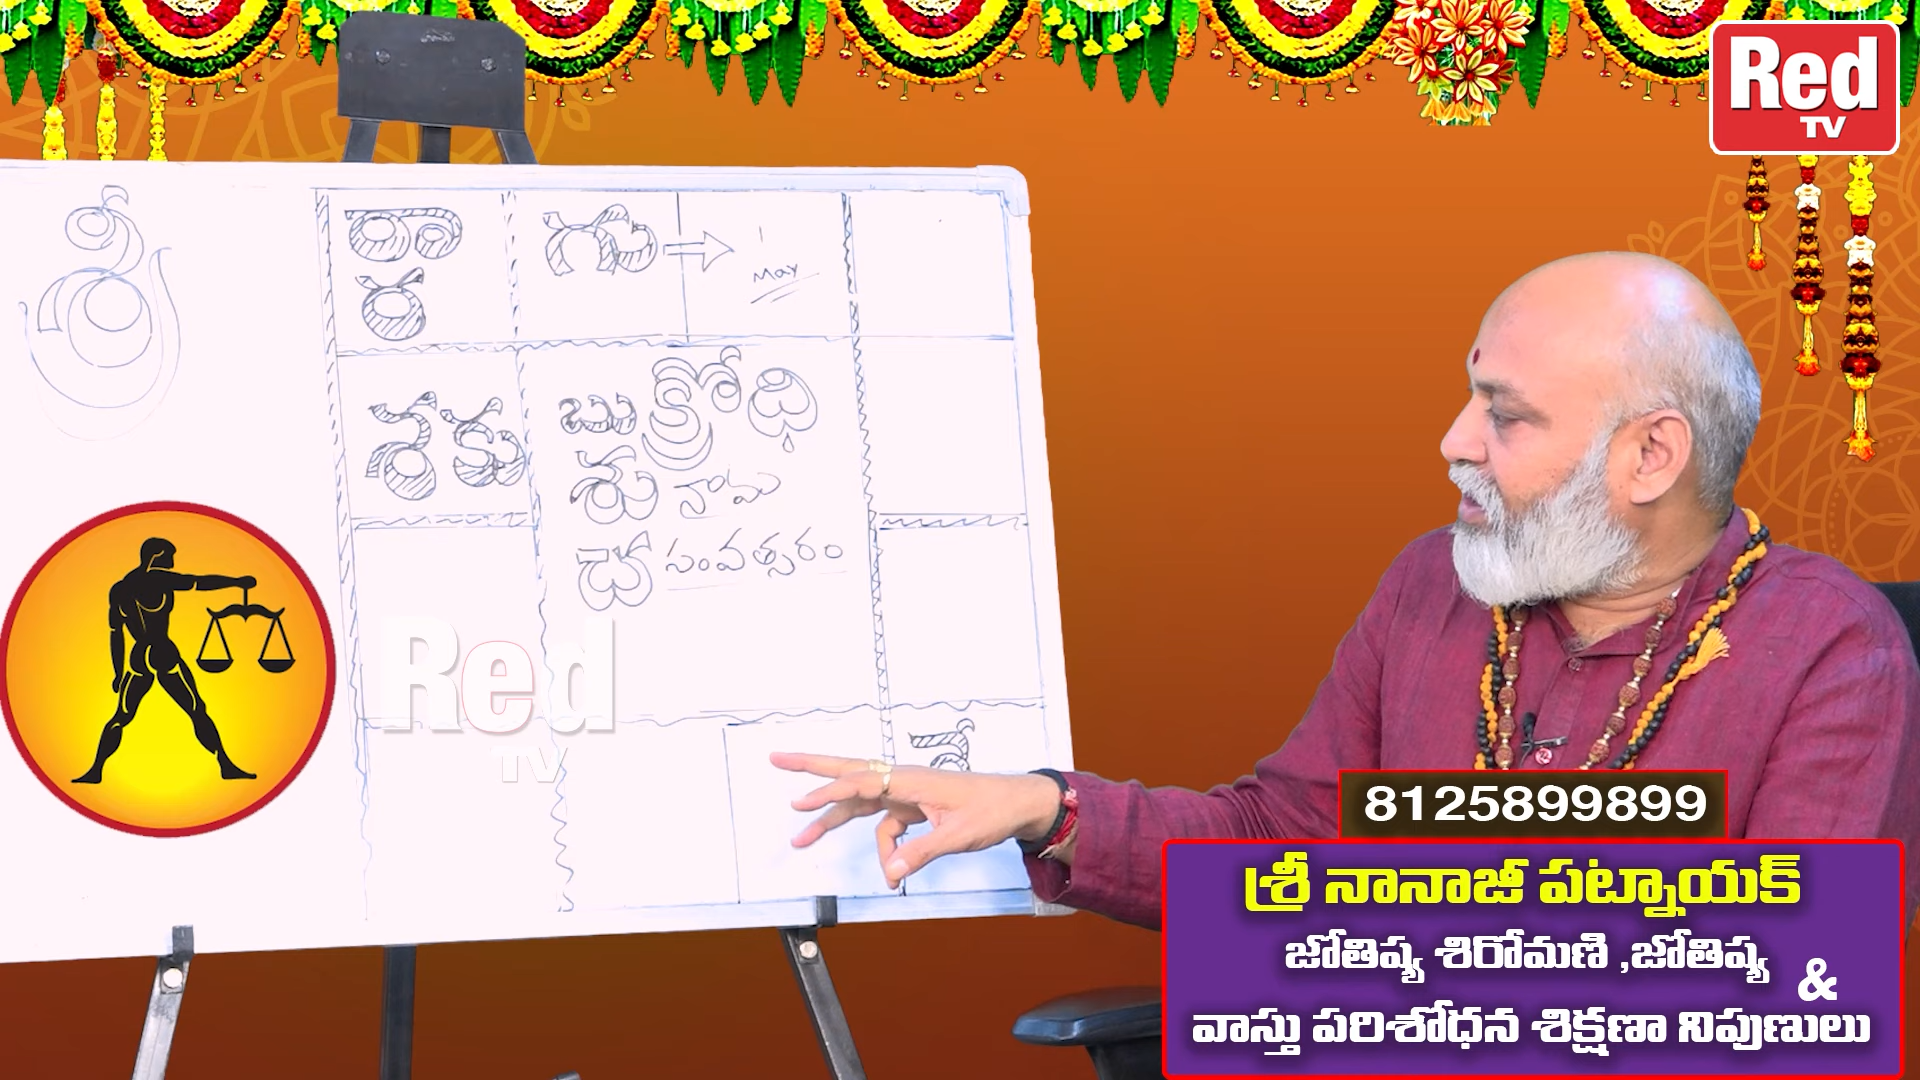 Red
TV
శ్రీ
రా
ర
గు
1
May
శ కు
బు క్రోధి
శు నామ
చ సంవత్సరం
Red
TV
కే
8125899899
శ్రీ నానాజీ పట్నాయక్
జోతిష్య శిరోమణి ,జోతిష్య &
వాస్తు పరిశోధన శిక్షణా నిపుణులు